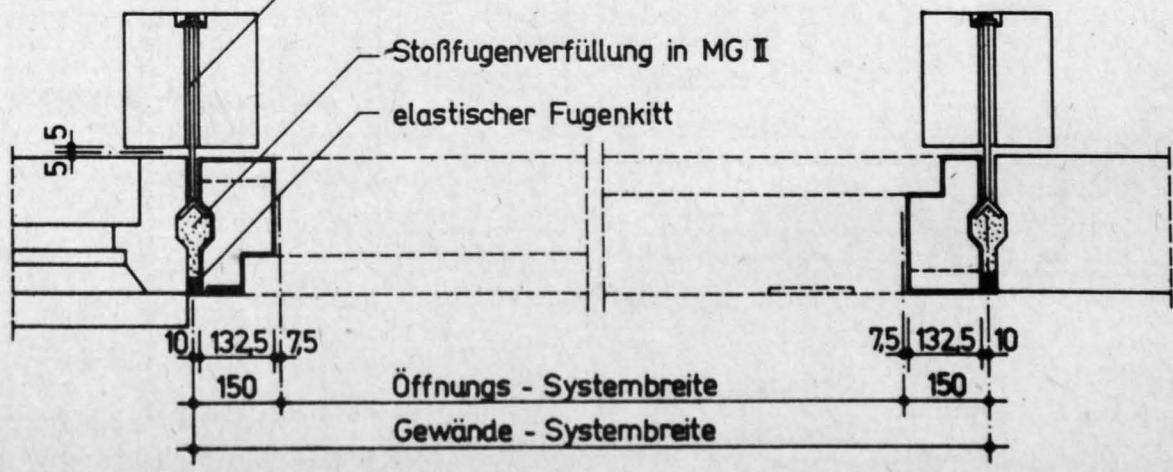 Stoßfugenverfüllung in MG II
elastischer Fugenkitt
5
5
10 132,5 7,5
7,5 132,5 10
150 Öffnungs - Systembreite 150
Gewände - Systembreite